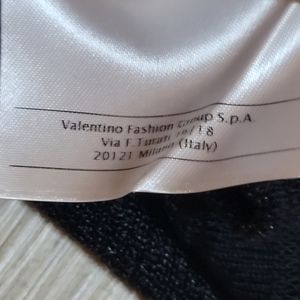 Valentino Fashion Group S.p.A.
Via F. Turati 16/18
20121 Milano (Italy)